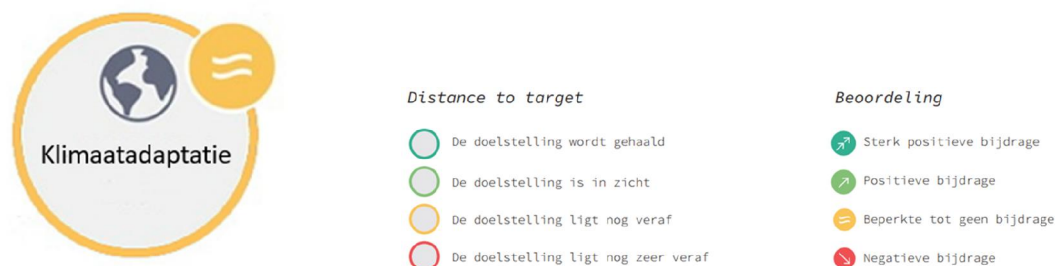 Klimaatadaptatie
Distance to target
De doelstelling wordt gehaald
De doelstelling is in zicht
De doelstelling ligt nog veraf
De doelstelling ligt nog zeer veraf
Beoordeling
Sterk positieve bijdrage
Positieve bijdrage
Beperkte tot geen bijdrage
Negatieve bijdrage